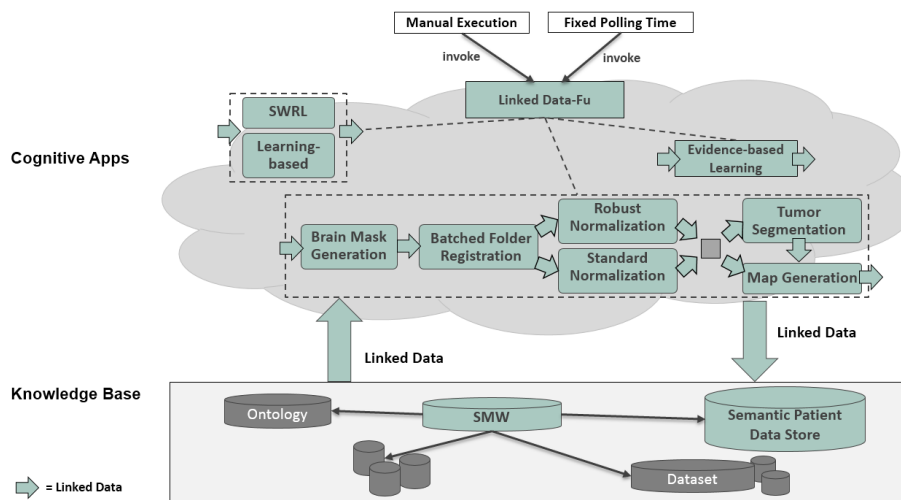 Manual Execution
Fixed Polling Time
invoke
invoke
Linked Data-Fu
SWRL
Learning-
based
Cognitive Apps
Evidence-based
Learning
Brain Mask
Generation
Batched Folder
Registration
Robust
Normalization
Standard
Normalization
Tumor
Segmentation
Map Generation
Linked Data
Linked Data
Knowledge Base
Ontology
SMW
Semantic Patient
Data Store
Dataset
= Linked Data